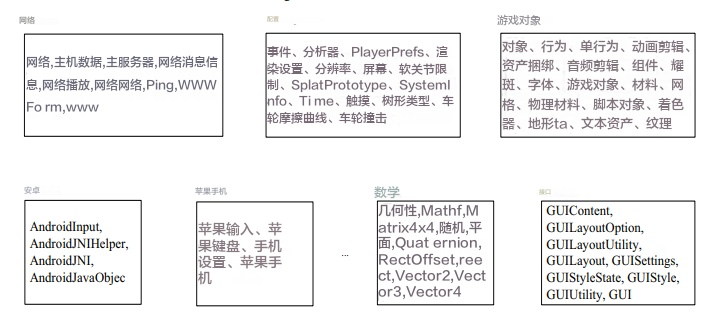 网络
网络,主机数据,主服务器,网络消息信
息,网络播放,网络网络,Ping,WWW
Fo rm,www
配置
事件、分析器、PlayerPrefs、渲
染设置、分辨率、屏幕、软关节限
制、SplatPrototype、SystemI
nfo、Ti me、触摸、树形类型、车
轮摩擦曲线、车轮撞击
游戏对象
对象、行为、单行为、动画剪辑、
资产捆绑、音频剪辑、组件、耀
斑、字体、游戏对象、材料、网
格、物理材料、脚本对象、着色
器、地形ta、文本资产、纹理
安卓
AndroidInput,
AndroidJNIHelper,
AndroidJNI,
AndroidJavaObjec
苹果手机
苹果输入、苹
果键盘、手机
设置、苹果手
机
...
数学
几何性,Mathf,M
atrix4x4,随机,平
面,Quat ernion,
RectOffset,ree
ct,Vector2,Vect
or3,Vector4
接口
GUIContent,
GUILayoutOption,
GUILayoutUtility,
GUILayout, GUISettings,
GUIStyleState, GUIStyle,
GUIUtility, GUI